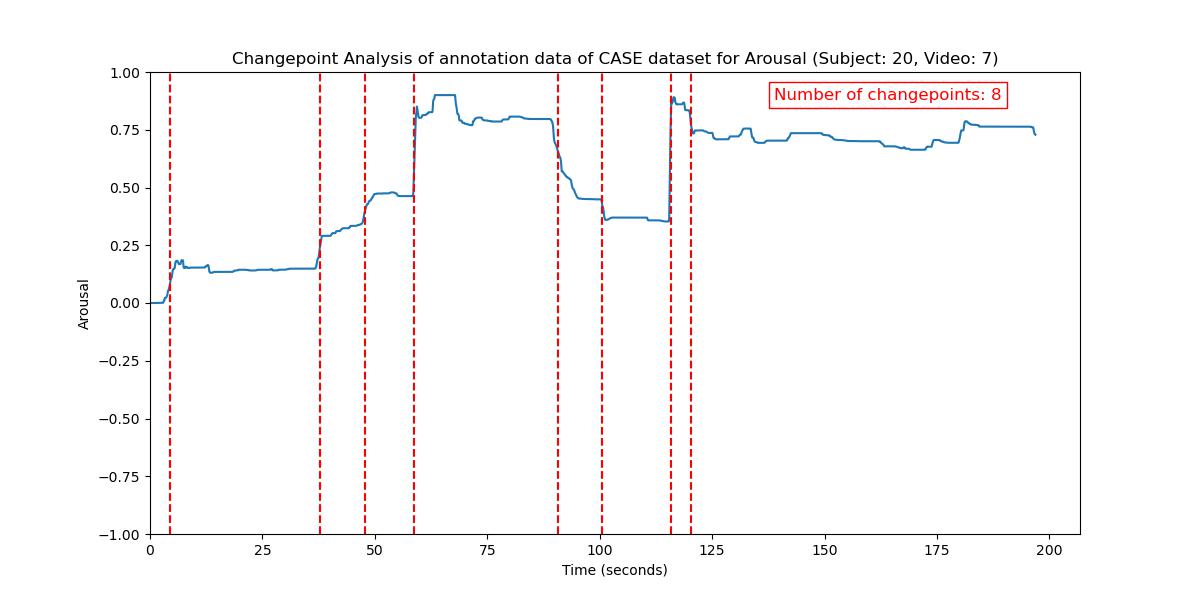 Changepoint Analysis of annotation data of CASE dataset for Arousal (Subject: 20, Video: 7)
Number of changepoints: 8
1.00
0.75
0.50
0.25
0.00
−0.25
−0.50
−0.75
−1.00
Arousal
0 25 50 75 100 125 150 175 200
Time (seconds)